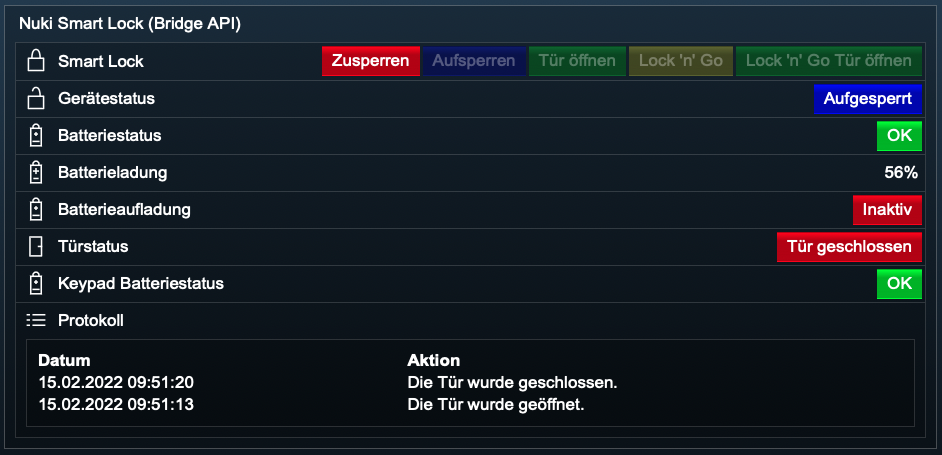 Nuki Smart Lock (Bridge API)
Smart Lock Zusperren Aufsperren Tür öffnen Lock 'n' Go Lock 'n' Go Tür öffnen
Gerätestatus Aufgesperrt
Batteriestatus OK
Batterieladung 56%
Batterieaufladung Inaktiv
Türstatus Tür geschlossen
Keypad Batteriestatus OK
Protokoll
Datum Aktion
15.02.2022 09:51:20 Die Tür wurde geschlossen.
15.02.2022 09:51:13 Die Tür wurde geöffnet.